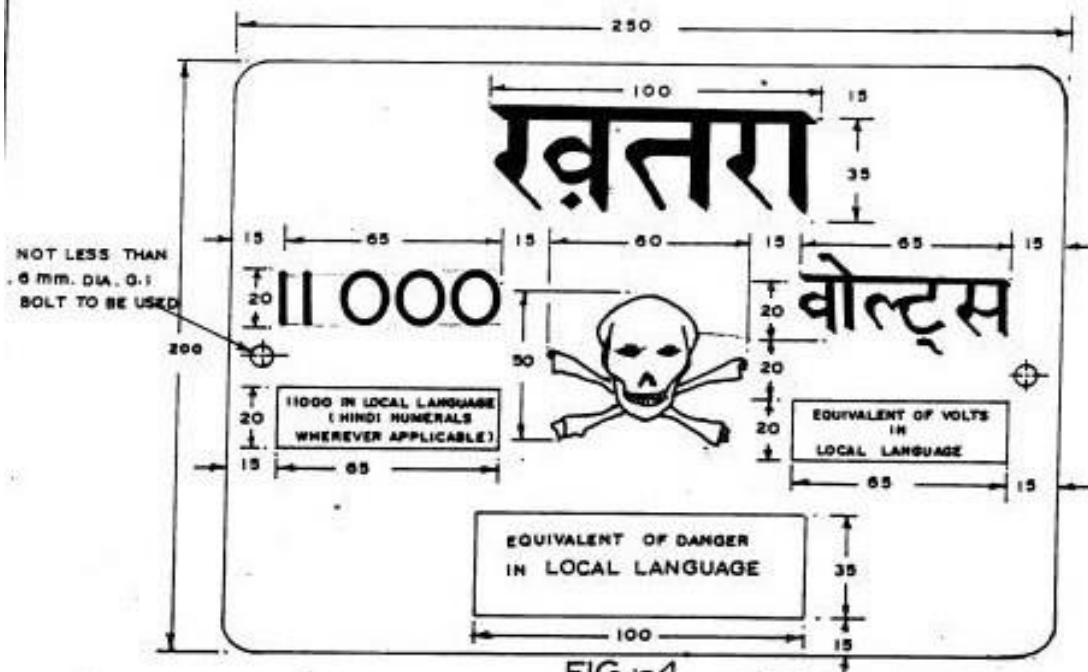 250
100
15
ख़तरा
35
15
65
15
60
15
65
15
NOT LESS THAN
6 mm. DIA. G.I
BOLT TO BE USED
20
11 000
50
20
वोल्ट्स
200
20
20
11000 IN LOCAL LANGUAGE
(HINDI NUMERALS
WHEREVER APPLICABLE)
20
EQUIVALENT OF VOLTS
IN
LOCAL LANGUAGE
15
65
65
15
EQUIVALENT OF DANGER
IN LOCAL LANGUAGE
35
100
15